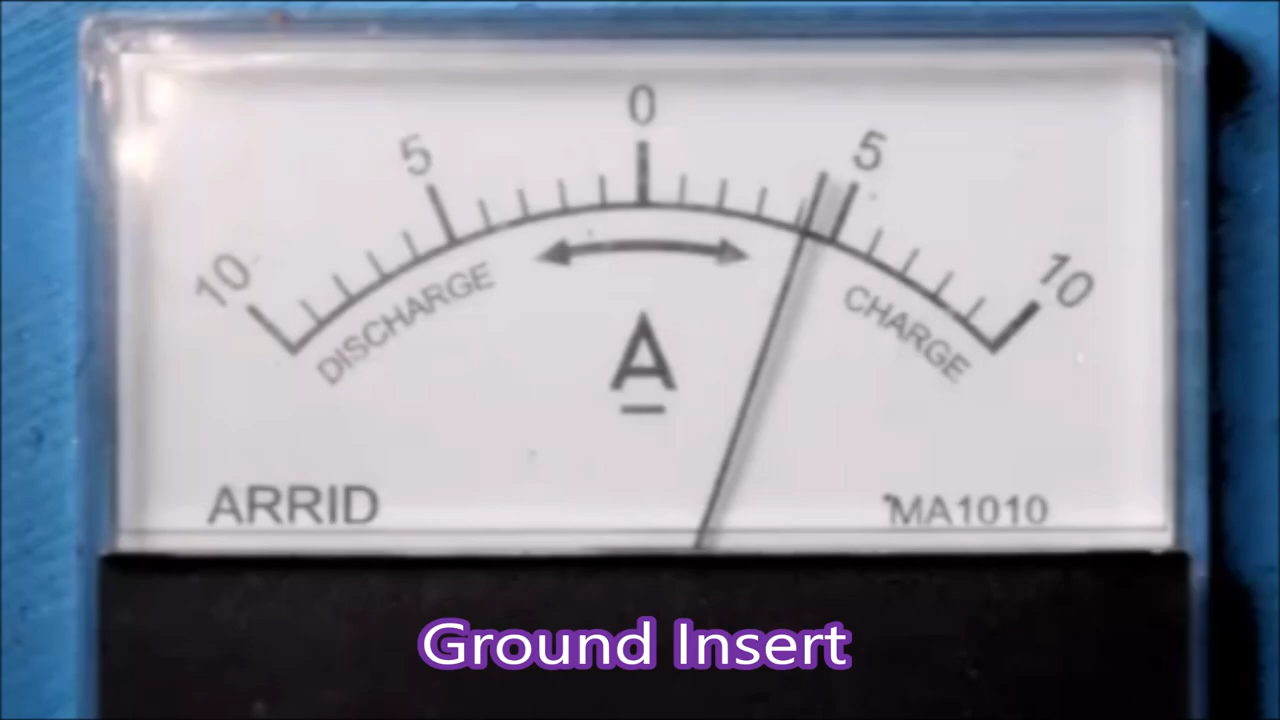 0
5 5
10 10
DISCHARGE CHARGE
A
ARRID MA1010
Ground Insert